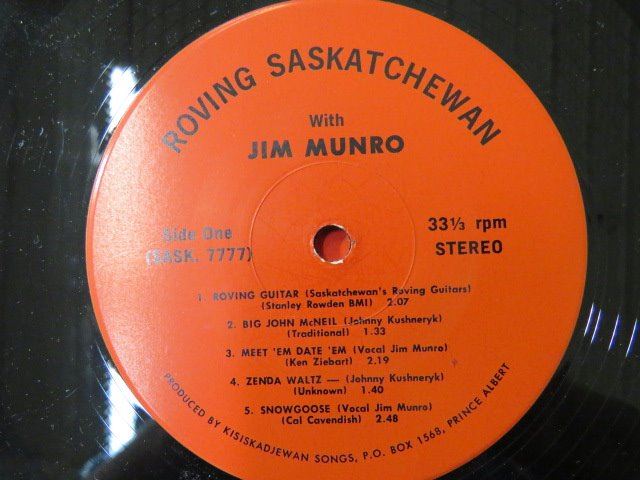 ROVING SASKATCHEWAN
With
JIM MUNRO
Side One
(SASK. 7777)
33⅓ rpm
STEREO
1. ROVING GUITAR (Saskatchewan's Roving Guitars)
(Stanley Rowden BMI) 2.07
2. BIG JOHN McNEIL (Johnny Kushneryk)
(Traditional) 1.33
3. MEET 'EM DATE 'EM (Vocal Jim Munro)
(Ken Ziebart) 2.19
4. ZENDA WALTZ — (Johnny Kushneryk)
(Unknown) 1.40
5. SNOWGOOSE (Vocal Jim Munro)
(Cal Cavendish) 2.48
PRODUCED BY KISISKADJEWAN SONGS, P.O. BOX 1568, PRINCE ALBERT